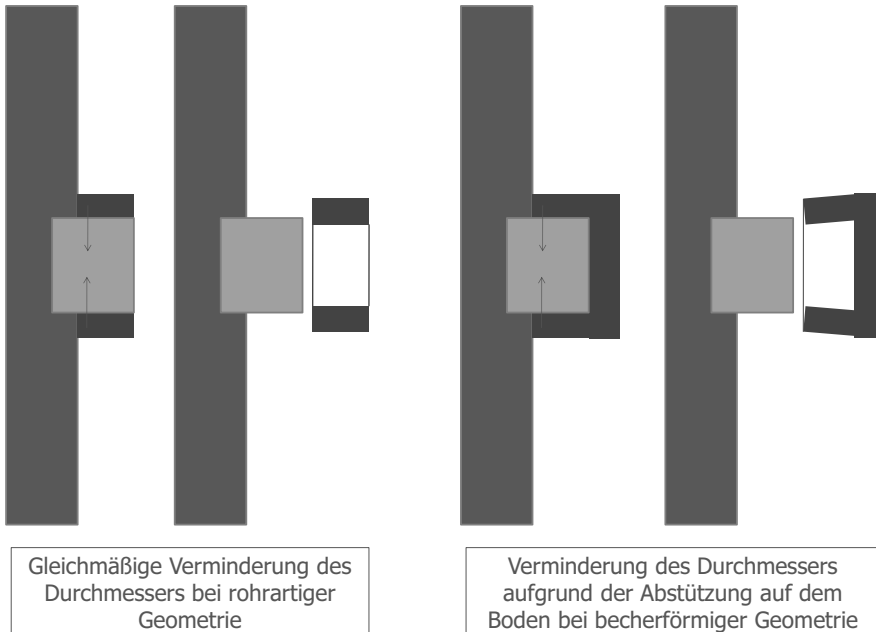 Gleichmäßige Verminderung des
Durchmessers bei rohrartiger
Geometrie
Verminderung des Durchmessers
aufgrund der Abstützung auf dem
Boden bei becherförmiger Geometrie